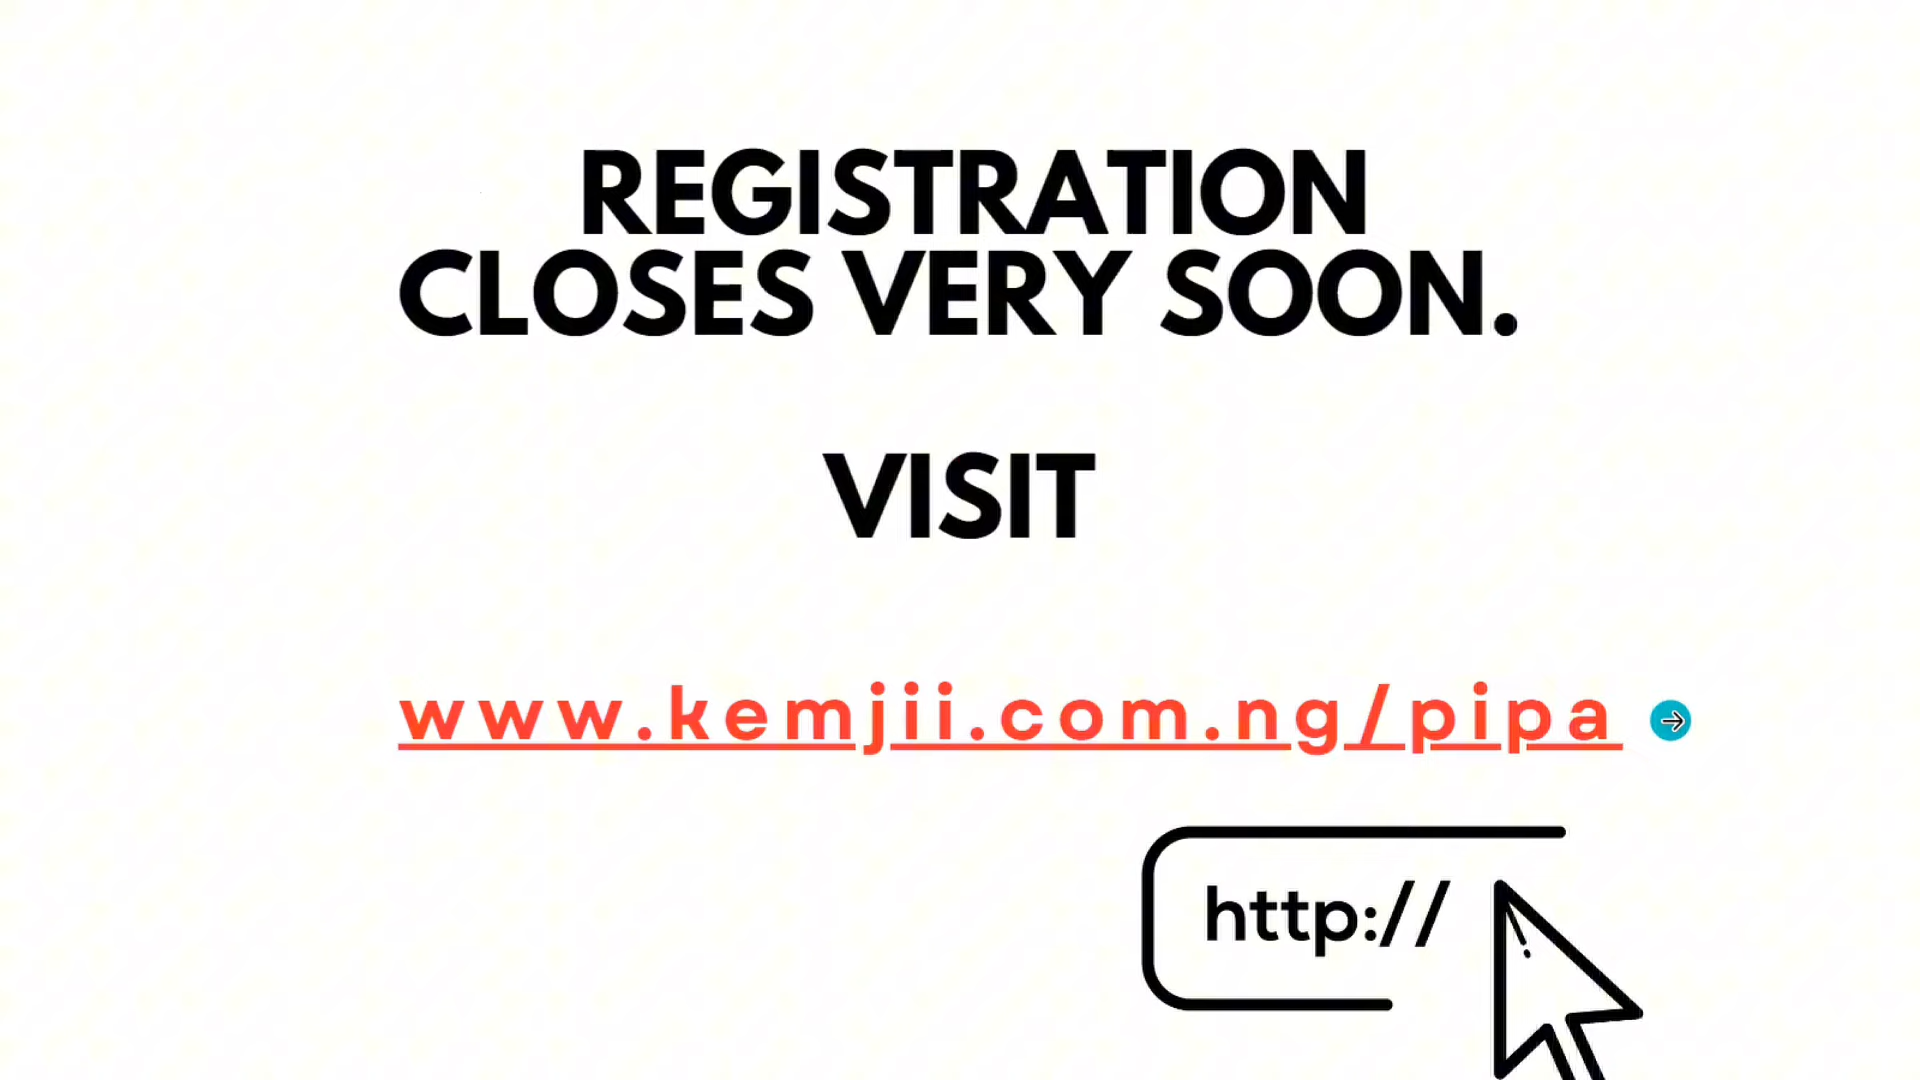 REGISTRATION
CLOSES VERY SOON.
VISIT
www.kemjii.com.ng/pipa
http://